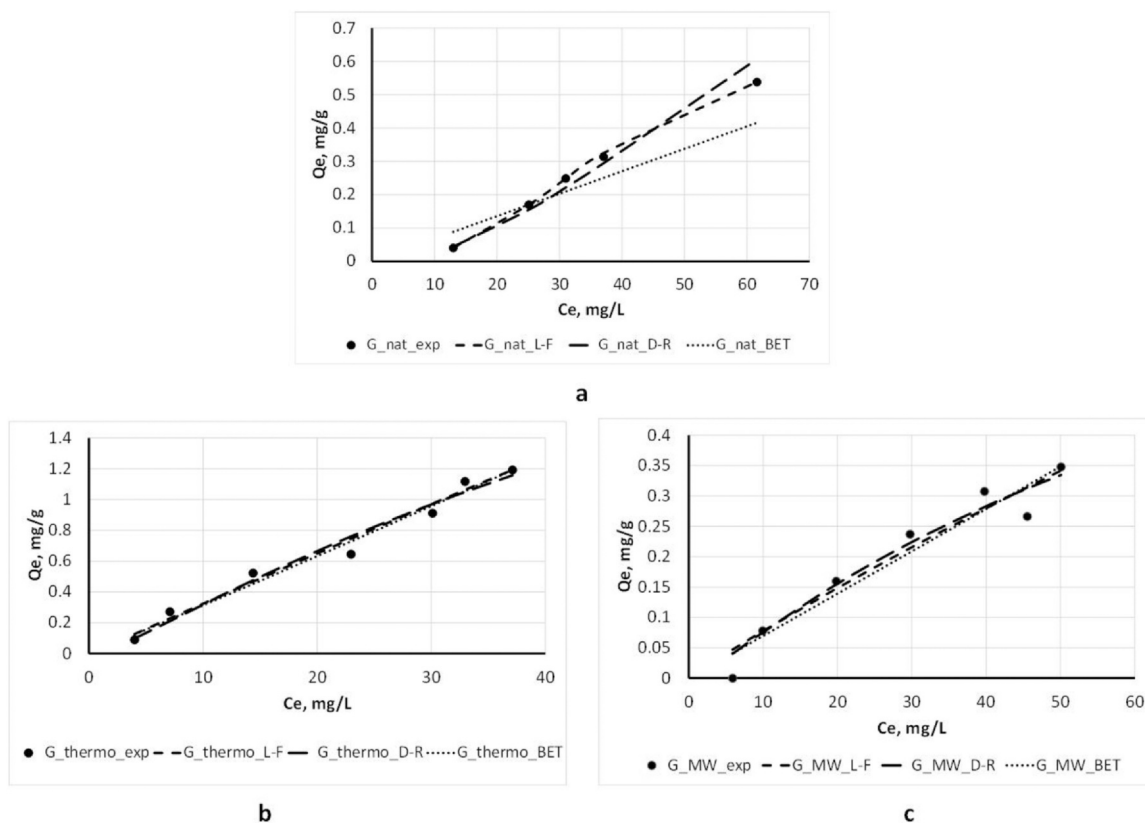 0.7
0.6
0.5
0.4
0.3
0.2
0.1
0
Qe, mg/g
0 10 20 30 40 50 60 70
Ce, mg/L
G_nat_exp G_nat_L-F G_nat_D-R G_nat_BET
a
1.4
1.2
1
0.8
0.6
0.4
0.2
0
Qe, mg/g
0 10 20 30 40
Ce, mg/L
G_thermo_exp G_thermo_L-F G_thermo_D-R G_thermo_BET
b
0.4
0.35
0.3
0.25
0.2
0.15
0.1
0.05
0
Qe, mg/g
0 10 20 30 40 50 60
Ce, mg/L
G_MW_exp G_MW_L-F G_MW_D-R G_MW_BET
c